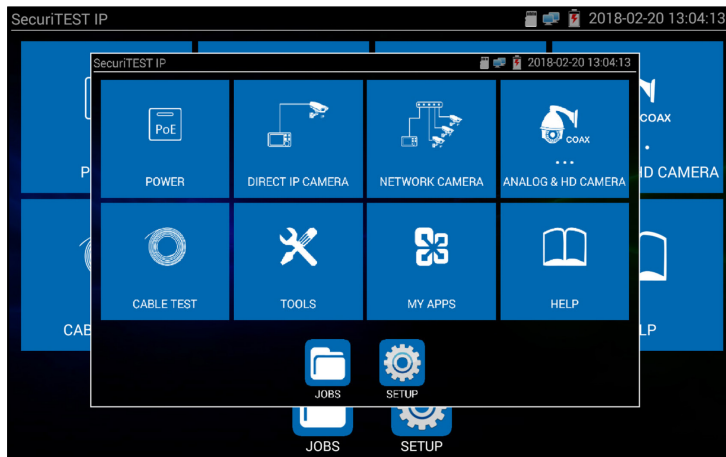 SecuriTEST IP 2018-02-20 13:04:13
SecuriTEST IP 2018-02-20 13:04:13
PoE
COAX
COAX
POWER DIRECT IP CAMERA NETWORK CAMERA ANALOG & HD CAMERA
P
D CAMERA
CABLE TEST TOOLS MY APPS HELP
CAB
LP
JOBS SETUP
JOBS SETUP